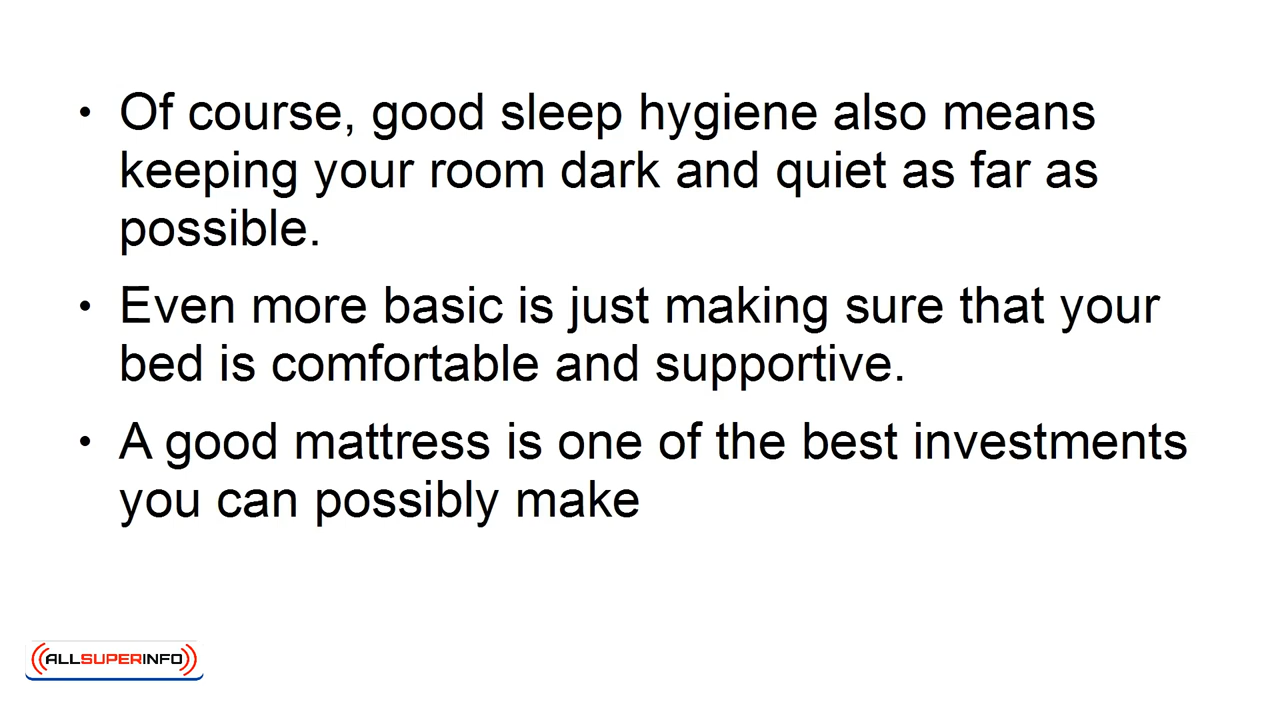 • Of course, good sleep hygiene also means
keeping your room dark and quiet as far as
possible.
• Even more basic is just making sure that your
bed is comfortable and supportive.
• A good mattress is one of the best investments
you can possibly make
ALLSUPERINFO